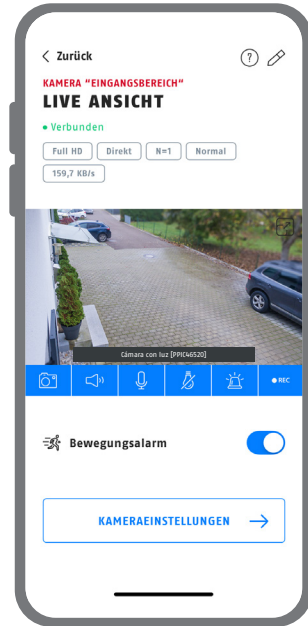 Zurück
KAMERA "EINGANGSBEREICH"
LIVE ANSICHT
Verbunden
Full HD Direkt N=1 Normal
159,7 KB/s
Cámara con luz [PPIC46520]
REC
Bewegungsalarm
KAMERAEINSTELLUNGEN